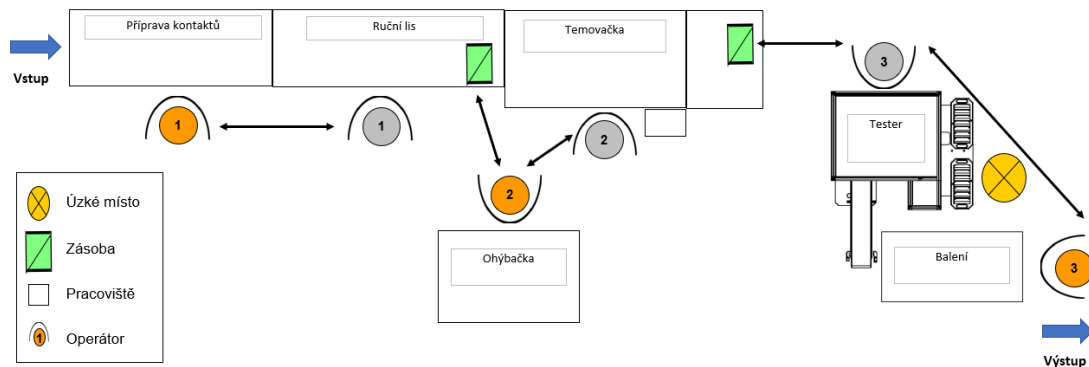 Příprava kontaktů
Ruční lis
Temovačka
Vstup
3
1
1
2
Tester
2
Úzké místo
Zásoba
Ohýbačka
Balení
3
Pracoviště
1
Operátor
Výstup